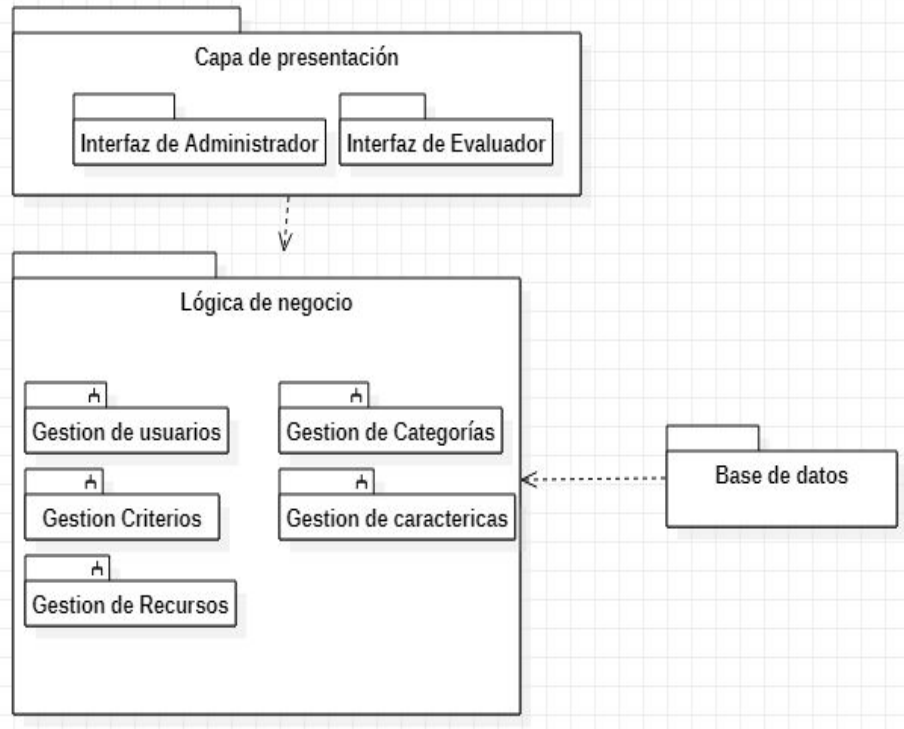 Capa de presentación
Interfaz de Administrador
Interfaz de Evaluador
Lógica de negocio
Gestion de usuarios
Gestion de Categorías
Gestion Criterios
Gestion de caractericas
Gestion de Recursos
Base de datos